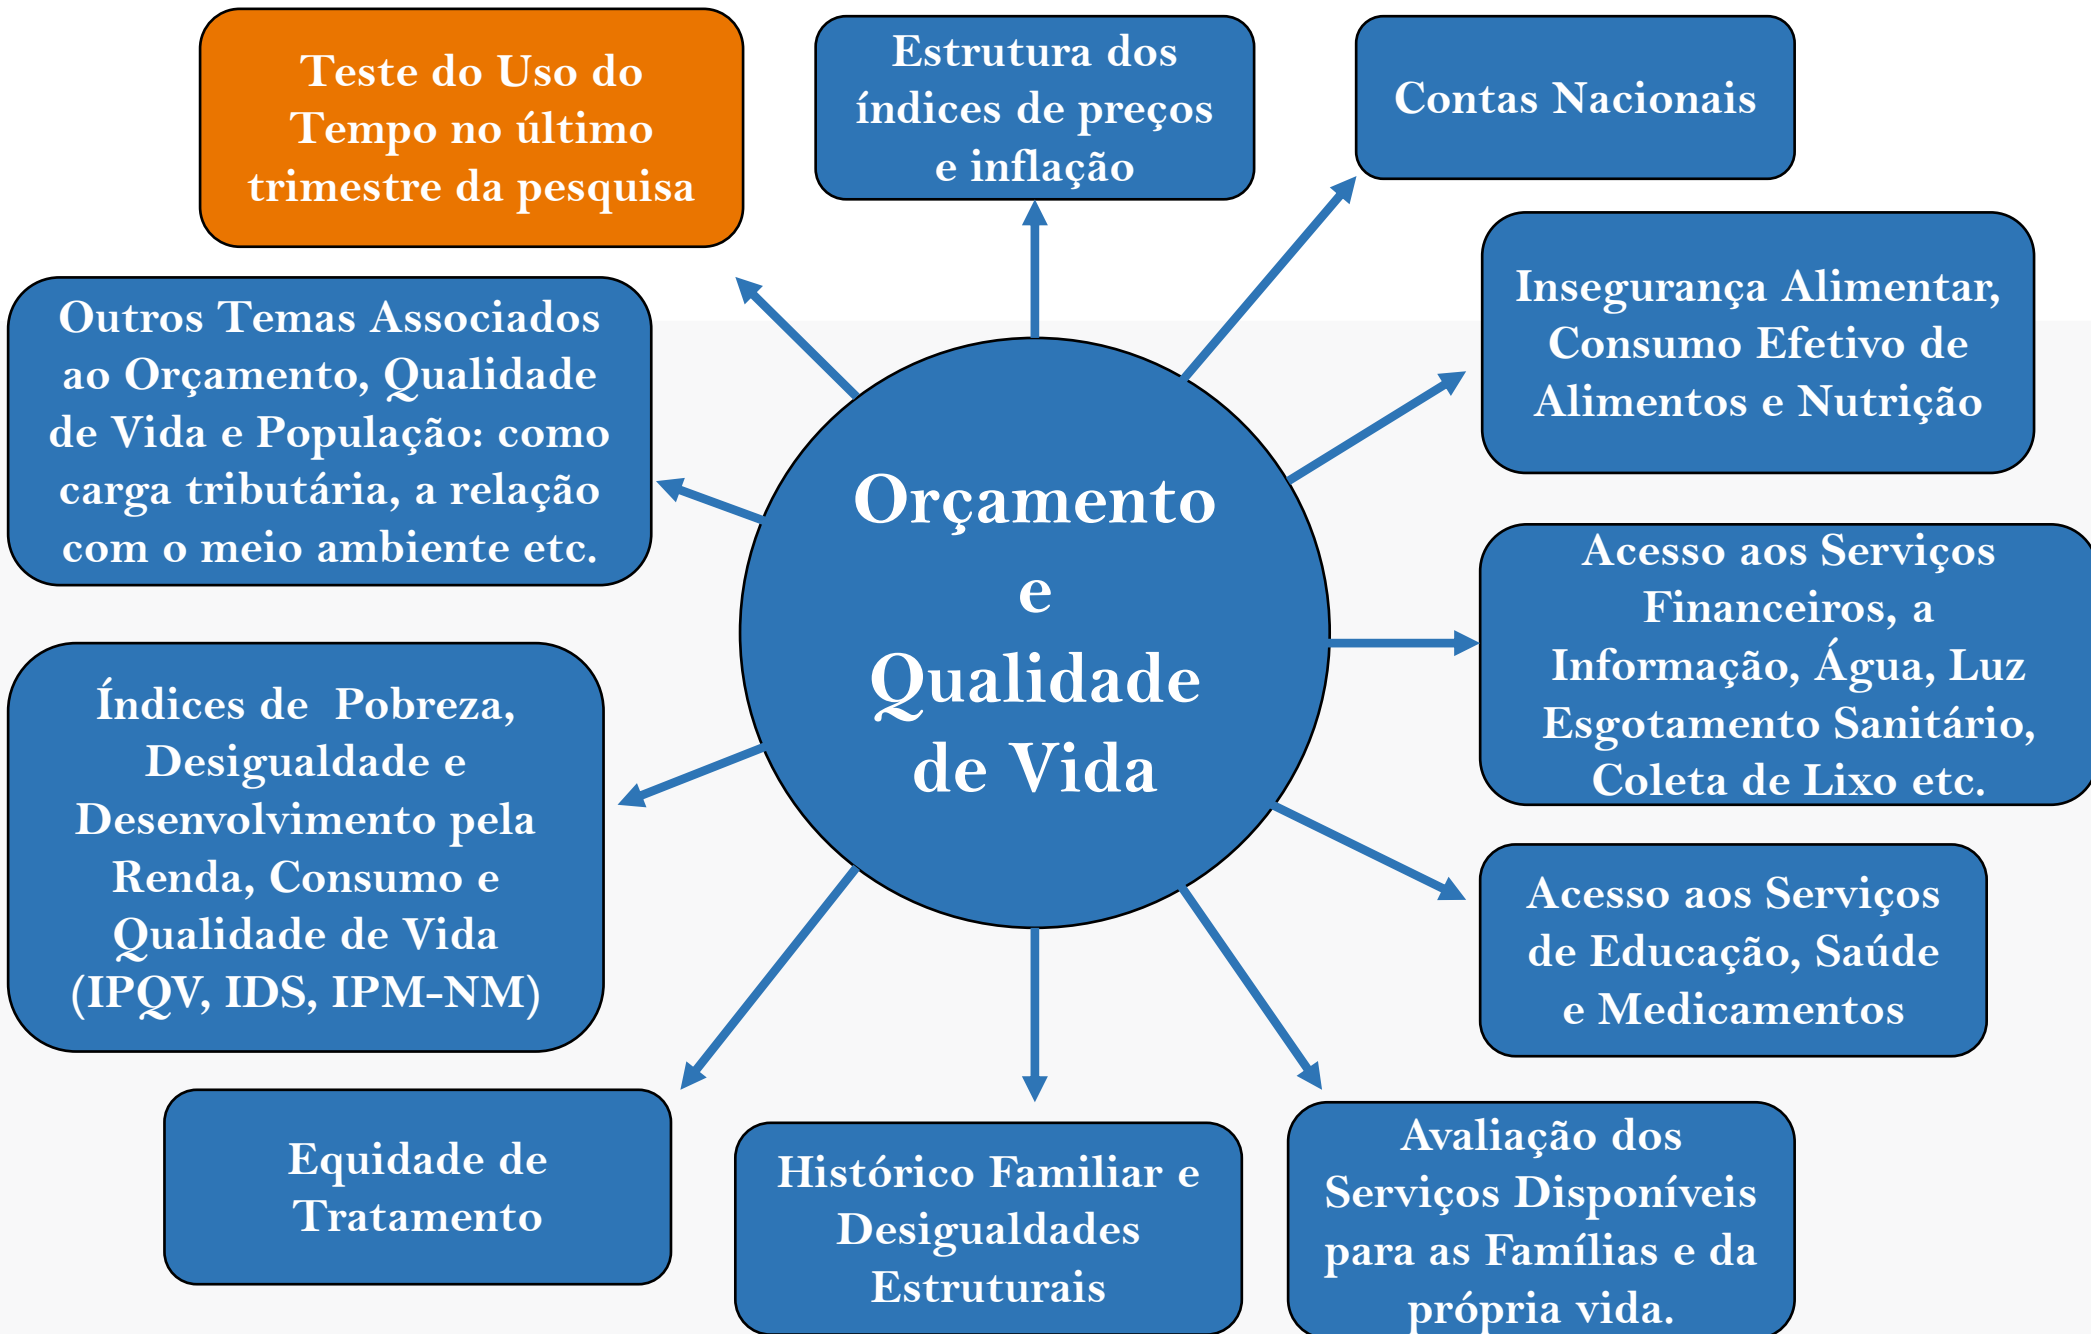 Teste do Uso do
Tempo no último
trimestre da pesquisa
Estrutura dos
índices de preços
e inflação
Contas Nacionais
Insegurança Alimentar,
Consumo Efetivo de
Alimentos e Nutrição
Outros Temas Associados
ao Orçamento, Qualidade
de Vida e População: como
carga tributária, a relação
com o meio ambiente etc.
Orçamento
e
Qualidade
de Vida
Acesso aos Serviços
Financeiros, a
Informação, Água, Luz
Esgotamento Sanitário,
Coleta de Lixo etc.
Índices de Pobreza,
Desigualdade e
Desenvolvimento pela
Renda, Consumo e
Qualidade de Vida
(IPQV, IDS, IPM-NM)
Acesso aos Serviços
de Educação, Saúde
e Medicamentos
Equidade de
Tratamento
Histórico Familiar e
Desigualdades
Estruturais
Avaliação dos
Serviços Disponíveis
para as Famílias e da
própria vida.